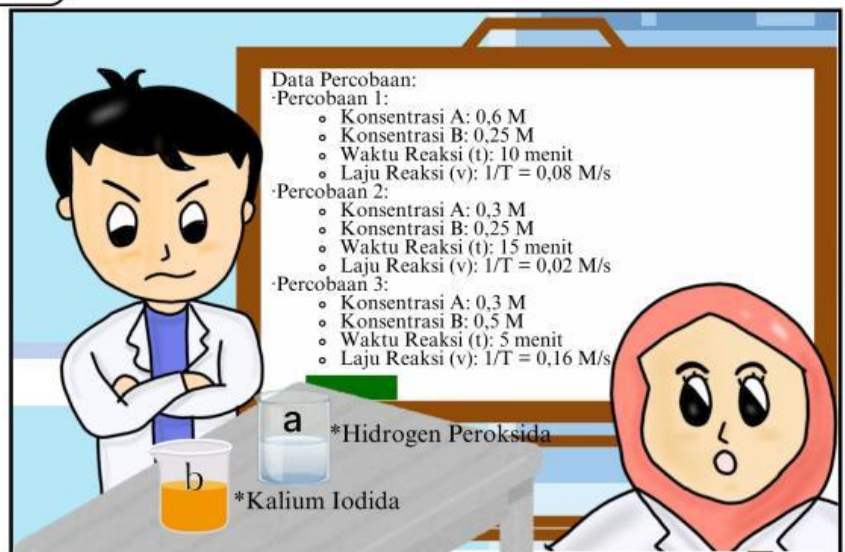 Data Percobaan:
·Percobaan 1:
∘ Konsentrasi A: 0,6 M
∘ Konsentrasi B: 0,25 M
∘ Waktu Reaksi (t): 10 menit
∘ Laju Reaksi (v): 1/T = 0,08 M/s
·Percobaan 2:
∘ Konsentrasi A: 0,3 M
∘ Konsentrasi B: 0,25 M
∘ Waktu Reaksi (t): 15 menit
∘ Laju Reaksi (v): 1/T = 0,02 M/s
·Percobaan 3:
∘ Konsentrasi A: 0,3 M
∘ Konsentrasi B: 0,5 M
∘ Waktu Reaksi (t): 5 menit
∘ Laju Reaksi (v): 1/T = 0,16 M/s
a
*Hidrogen Peroksida
b
*Kalium Iodida